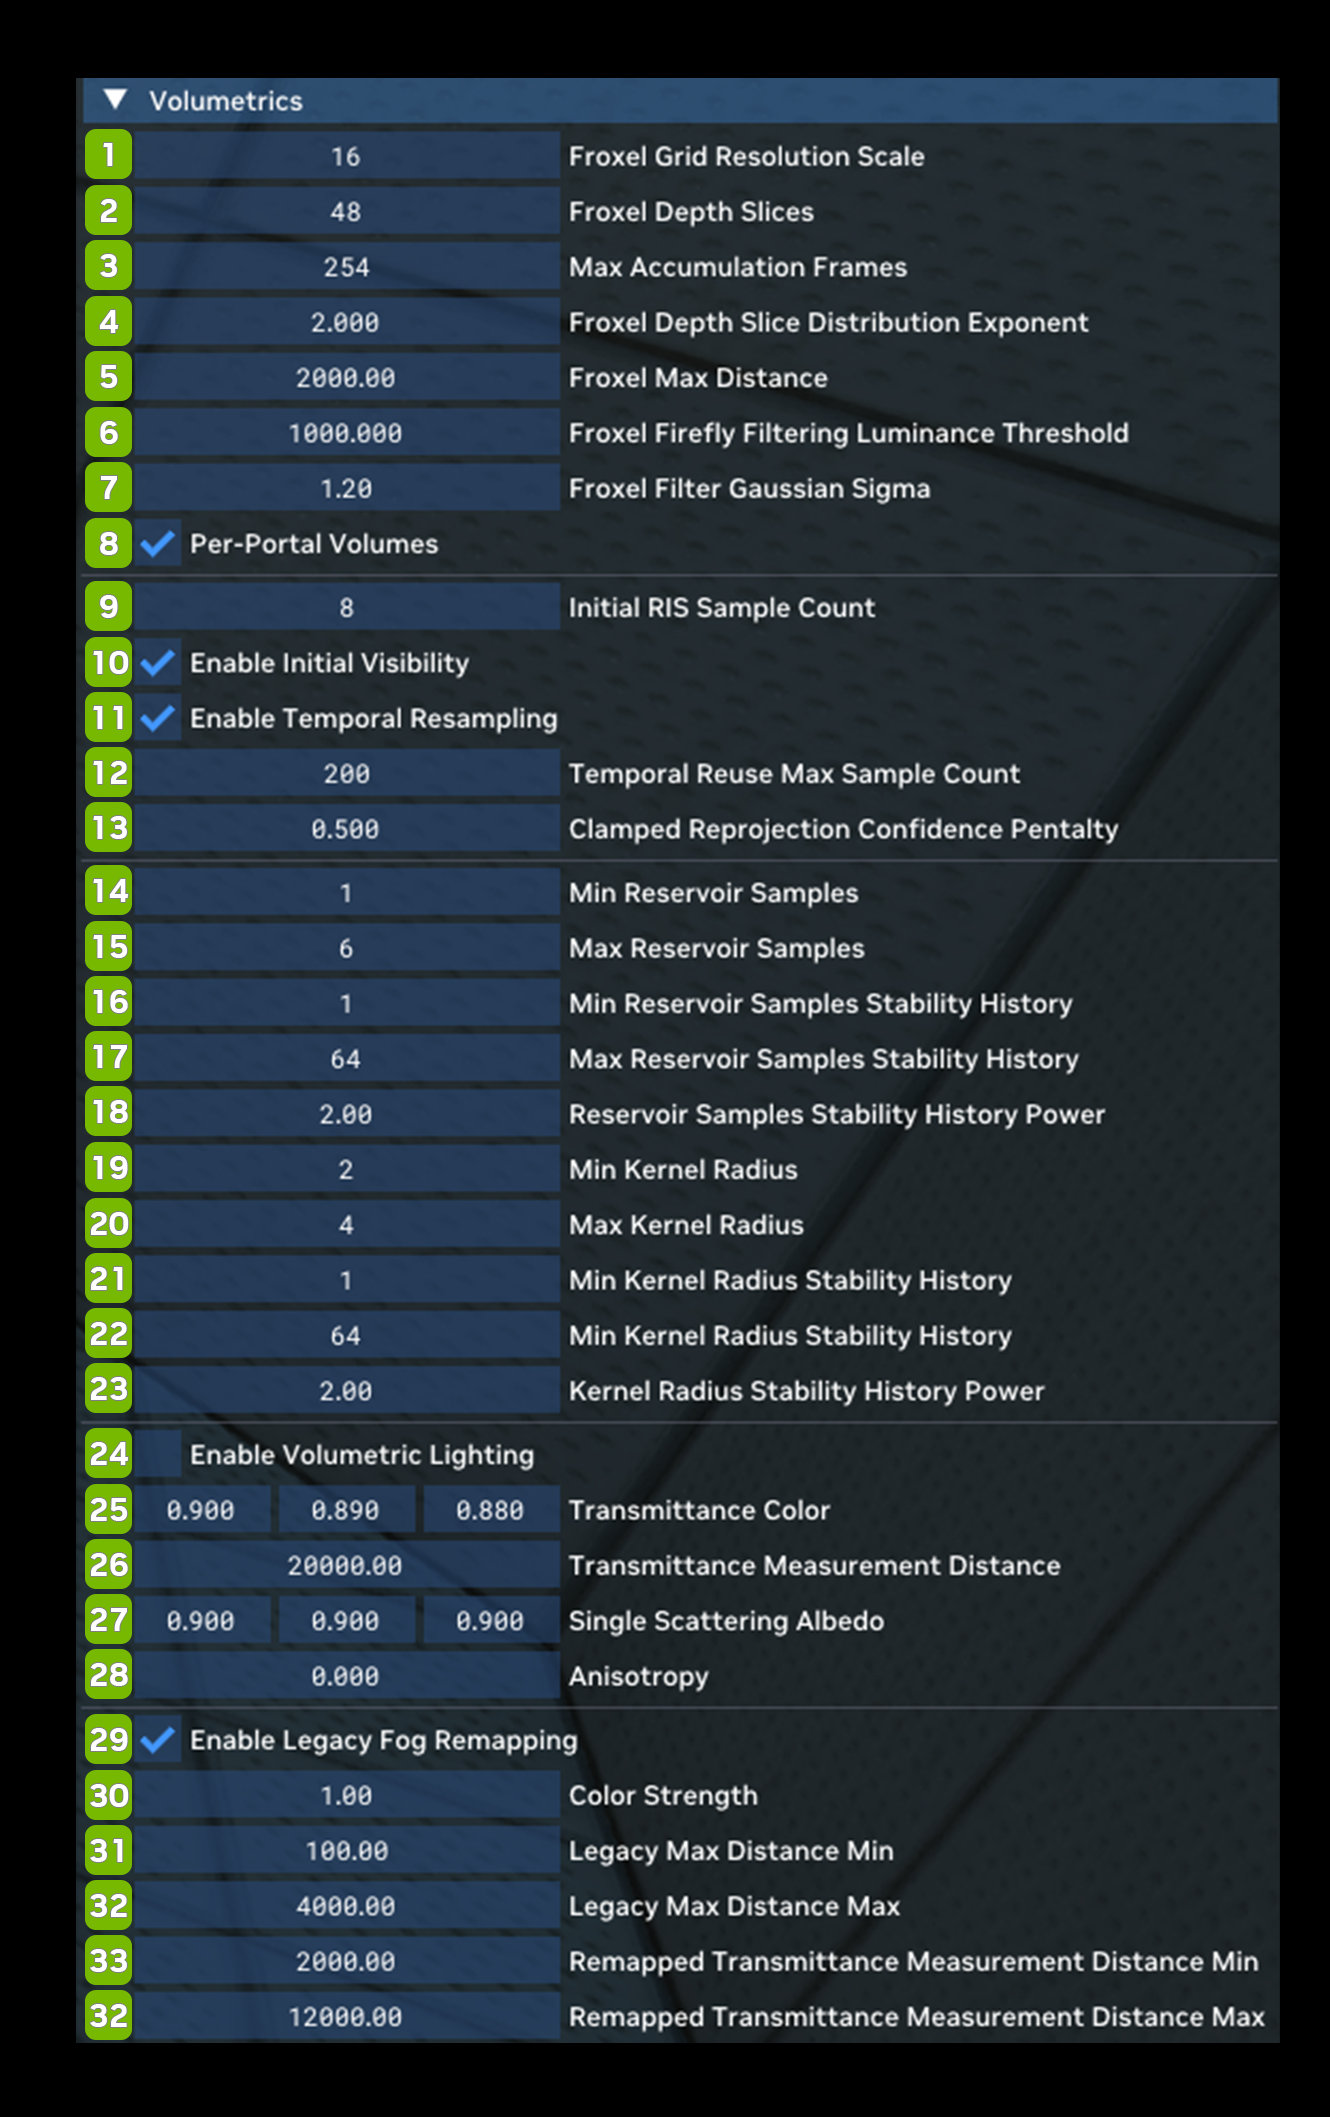 Volumetrics
1 16 Froxel Grid Resolution Scale
2 48 Froxel Depth Slices
3 254 Max Accumulation Frames
4 2.000 Froxel Depth Slice Distribution Exponent
5 2000.00 Froxel Max Distance
6 1000.000 Froxel Firefly Filtering Luminance Threshold
7 1.20 Froxel Filter Gaussian Sigma
8 Per-Portal Volumes
9 8 Initial RIS Sample Count
10 Enable Initial Visibility
11 Enable Temporal Resampling
12 200 Temporal Reuse Max Sample Count
13 0.500 Clamped Reprojection Confidence Pentalty
14 1 Min Reservoir Samples
15 6 Max Reservoir Samples
16 1 Min Reservoir Samples Stability History
17 64 Max Reservoir Samples Stability History
18 2.00 Reservoir Samples Stability History Power
19 2 Min Kernel Radius
20 4 Max Kernel Radius
21 1 Min Kernel Radius Stability History
22 64 Min Kernel Radius Stability History
23 2.00 Kernel Radius Stability History Power
24 Enable Volumetric Lighting
25 0.900 0.890 0.880 Transmittance Color
26 20000.00 Transmittance Measurement Distance
27 0.900 0.900 0.900 Single Scattering Albedo
28 0.000 Anisotropy
29 Enable Legacy Fog Remapping
30 1.00 Color Strength
31 100.00 Legacy Max Distance Min
32 4000.00 Legacy Max Distance Max
33 2000.00 Remapped Transmittance Measurement Distance Min
32 12000.00 Remapped Transmittance Measurement Distance Max